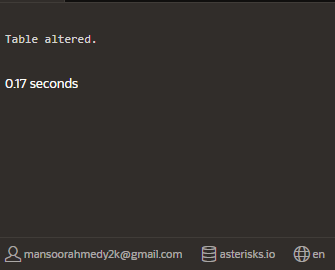 Table altered.
0.17 seconds
mansoorahmedy2k@gmail.com asterisks.io en